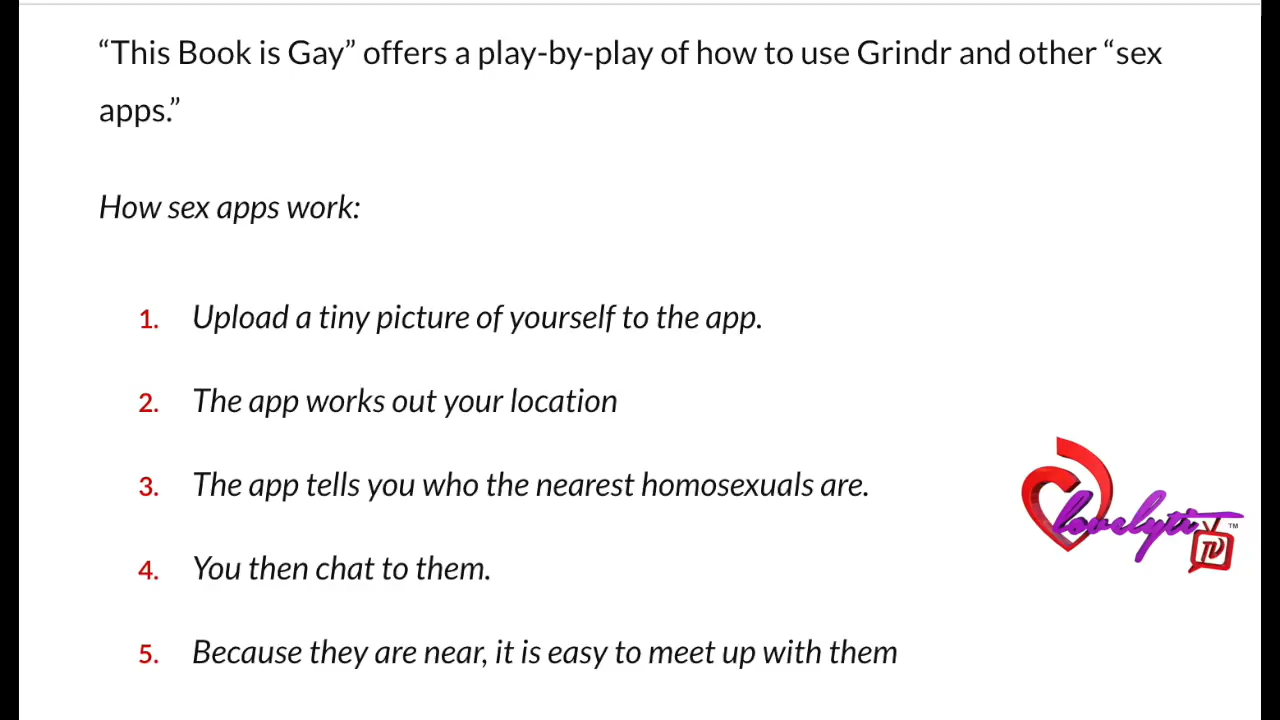 “This Book is Gay” offers a play-by-play of how to use Grindr and other “sex
apps.”
How sex apps work:
1. Upload a tiny picture of yourself to the app.
2. The app works out your location
3. The app tells you who the nearest homosexuals are.
4. You then chat to them.
5. Because they are near, it is easy to meet up with them
lovelyti TV ™